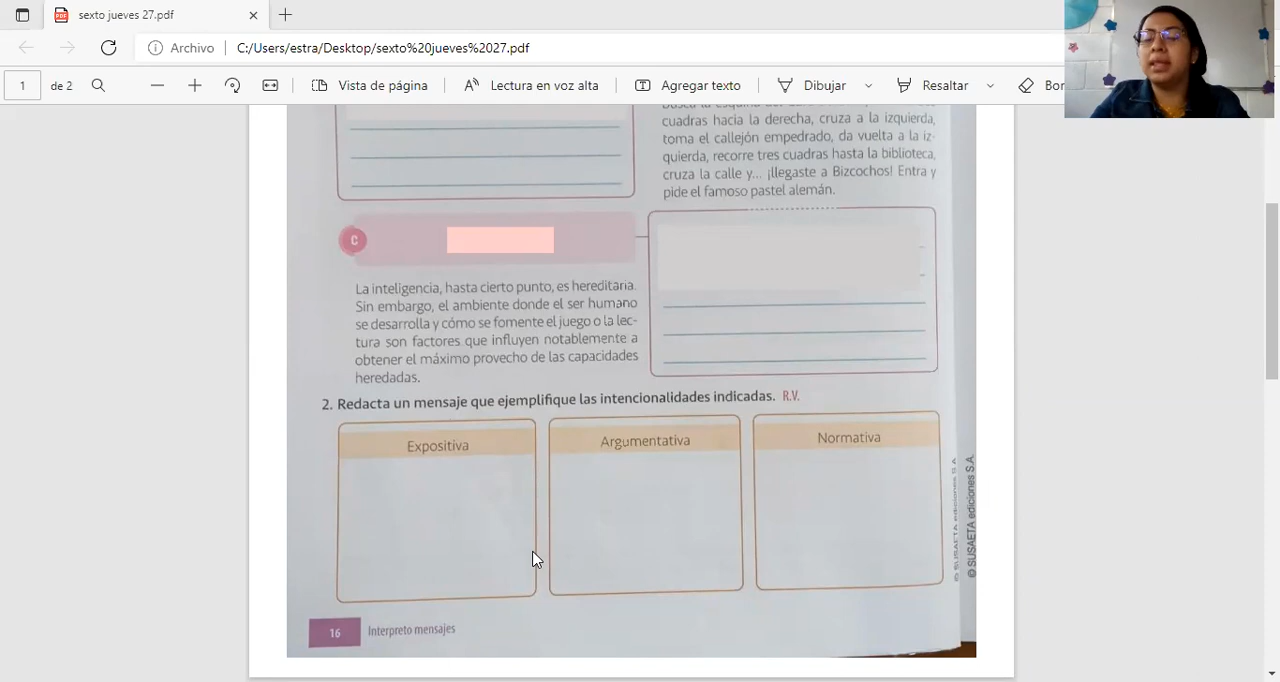 sexto jueves 27.pdf
Archivo
C:/Users/estra/Desktop/sexto%20jueves%2027.pdf
1 de 2
Vista de página
Lectura en voz alta
Agregar texto
Dibujar
Resaltar
Bor
cuadras hacia la derecha, cruza a la izquierda,
toma el callejón empedrado, da vuelta a la iz-
quierda, recorre tres cuadras hasta la biblioteca,
cruza la calle y... ¡llegaste a Bizcochos! Entra y
pide el famoso pastel alemán.
C
La inteligencia, hasta cierto punto, es hereditaria.
Sin embargo, el ambiente donde el ser humano
se desarrolla y cómo se fomente el juego o la lec-
tura son factores que influyen notablemente a
obtener el máximo provecho de las capacidades
heredadas.
2. Redacta un mensaje que ejemplifique las intencionalidades indicadas. R.V.
Expositiva
Argumentativa
Normativa
© SUSAETA ediciones S.A.
© SUSAETA ediciones S.A.
16
Interpreto mensajes